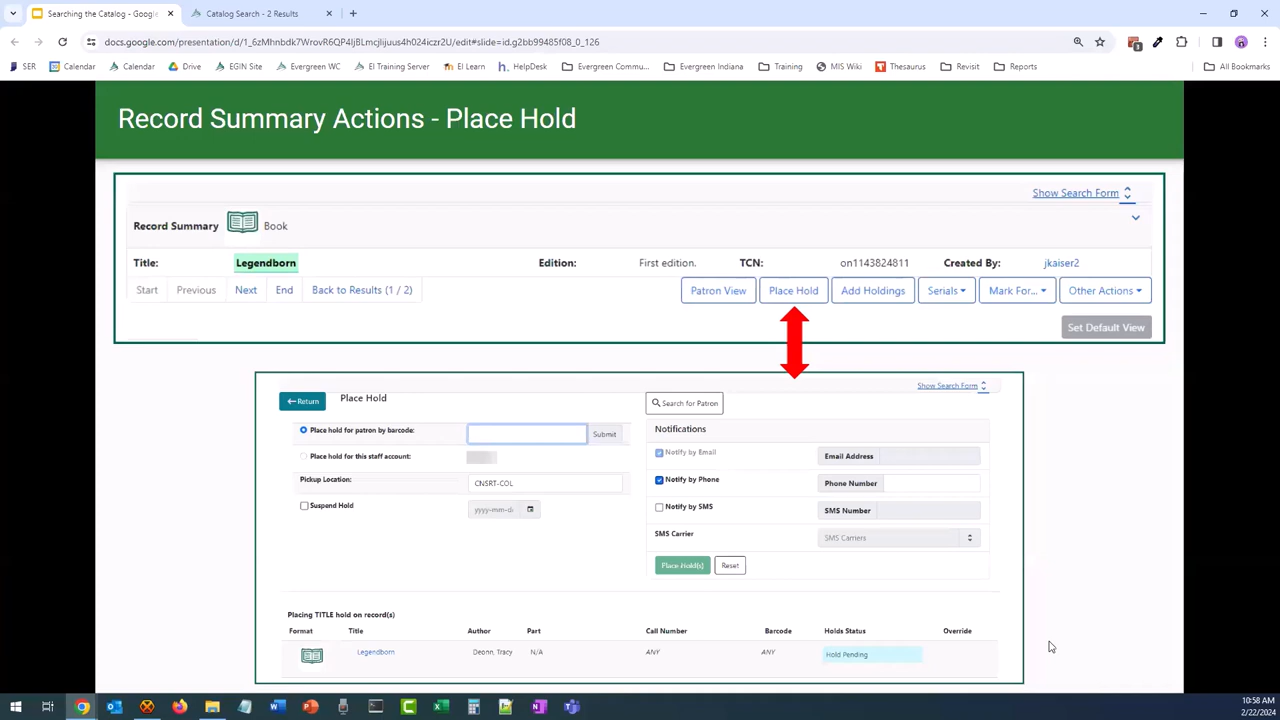 Searching the Catalog - Google
Catalog Search - 2 Results
docs.google.com/presentation/d/1_6zMhnbdk7WrovR6QP4IjBLmcjlijuus4h024iczr2U/edit#slide=id.g2bb99485f08_0_126
SER Calendar Calendar Drive EGIN Site Evergreen WC EI Training Server EI Learn HelpDesk Evergreen Commu... Evergreen Indiana Training MIS Wiki Thesaurus Revisit Reports All Bookmarks
Record Summary Actions - Place Hold
Show Search Form
Record Summary Book
Title: Legendborn Edition: First edition. TCN: on1143824811 Created By: jkaiser2
Start Previous Next End Back to Results (1 / 2) Patron View Place Hold Add Holdings Serials Mark For... Other Actions
Set Default View
Show Search Form
Return Place Hold Search for Patron
Place hold for patron by barcode: Submit
Place hold for this staff account:
Pickup Location: CNSRT-COL
Suspend Hold yyyy-mm-d
Notifications
Notify by Email Email Address
Notify by Phone Phone Number
Notify by SMS SMS Number
SMS Carrier SMS Carriers
Place Hold(s) Reset
Placing TITLE hold on record(s)
Format Title Author Part Call Number Barcode Holds Status Override
Legendborn Deonn, Tracy N/A ANY ANY Hold Pending
10:58 AM
2/22/2024